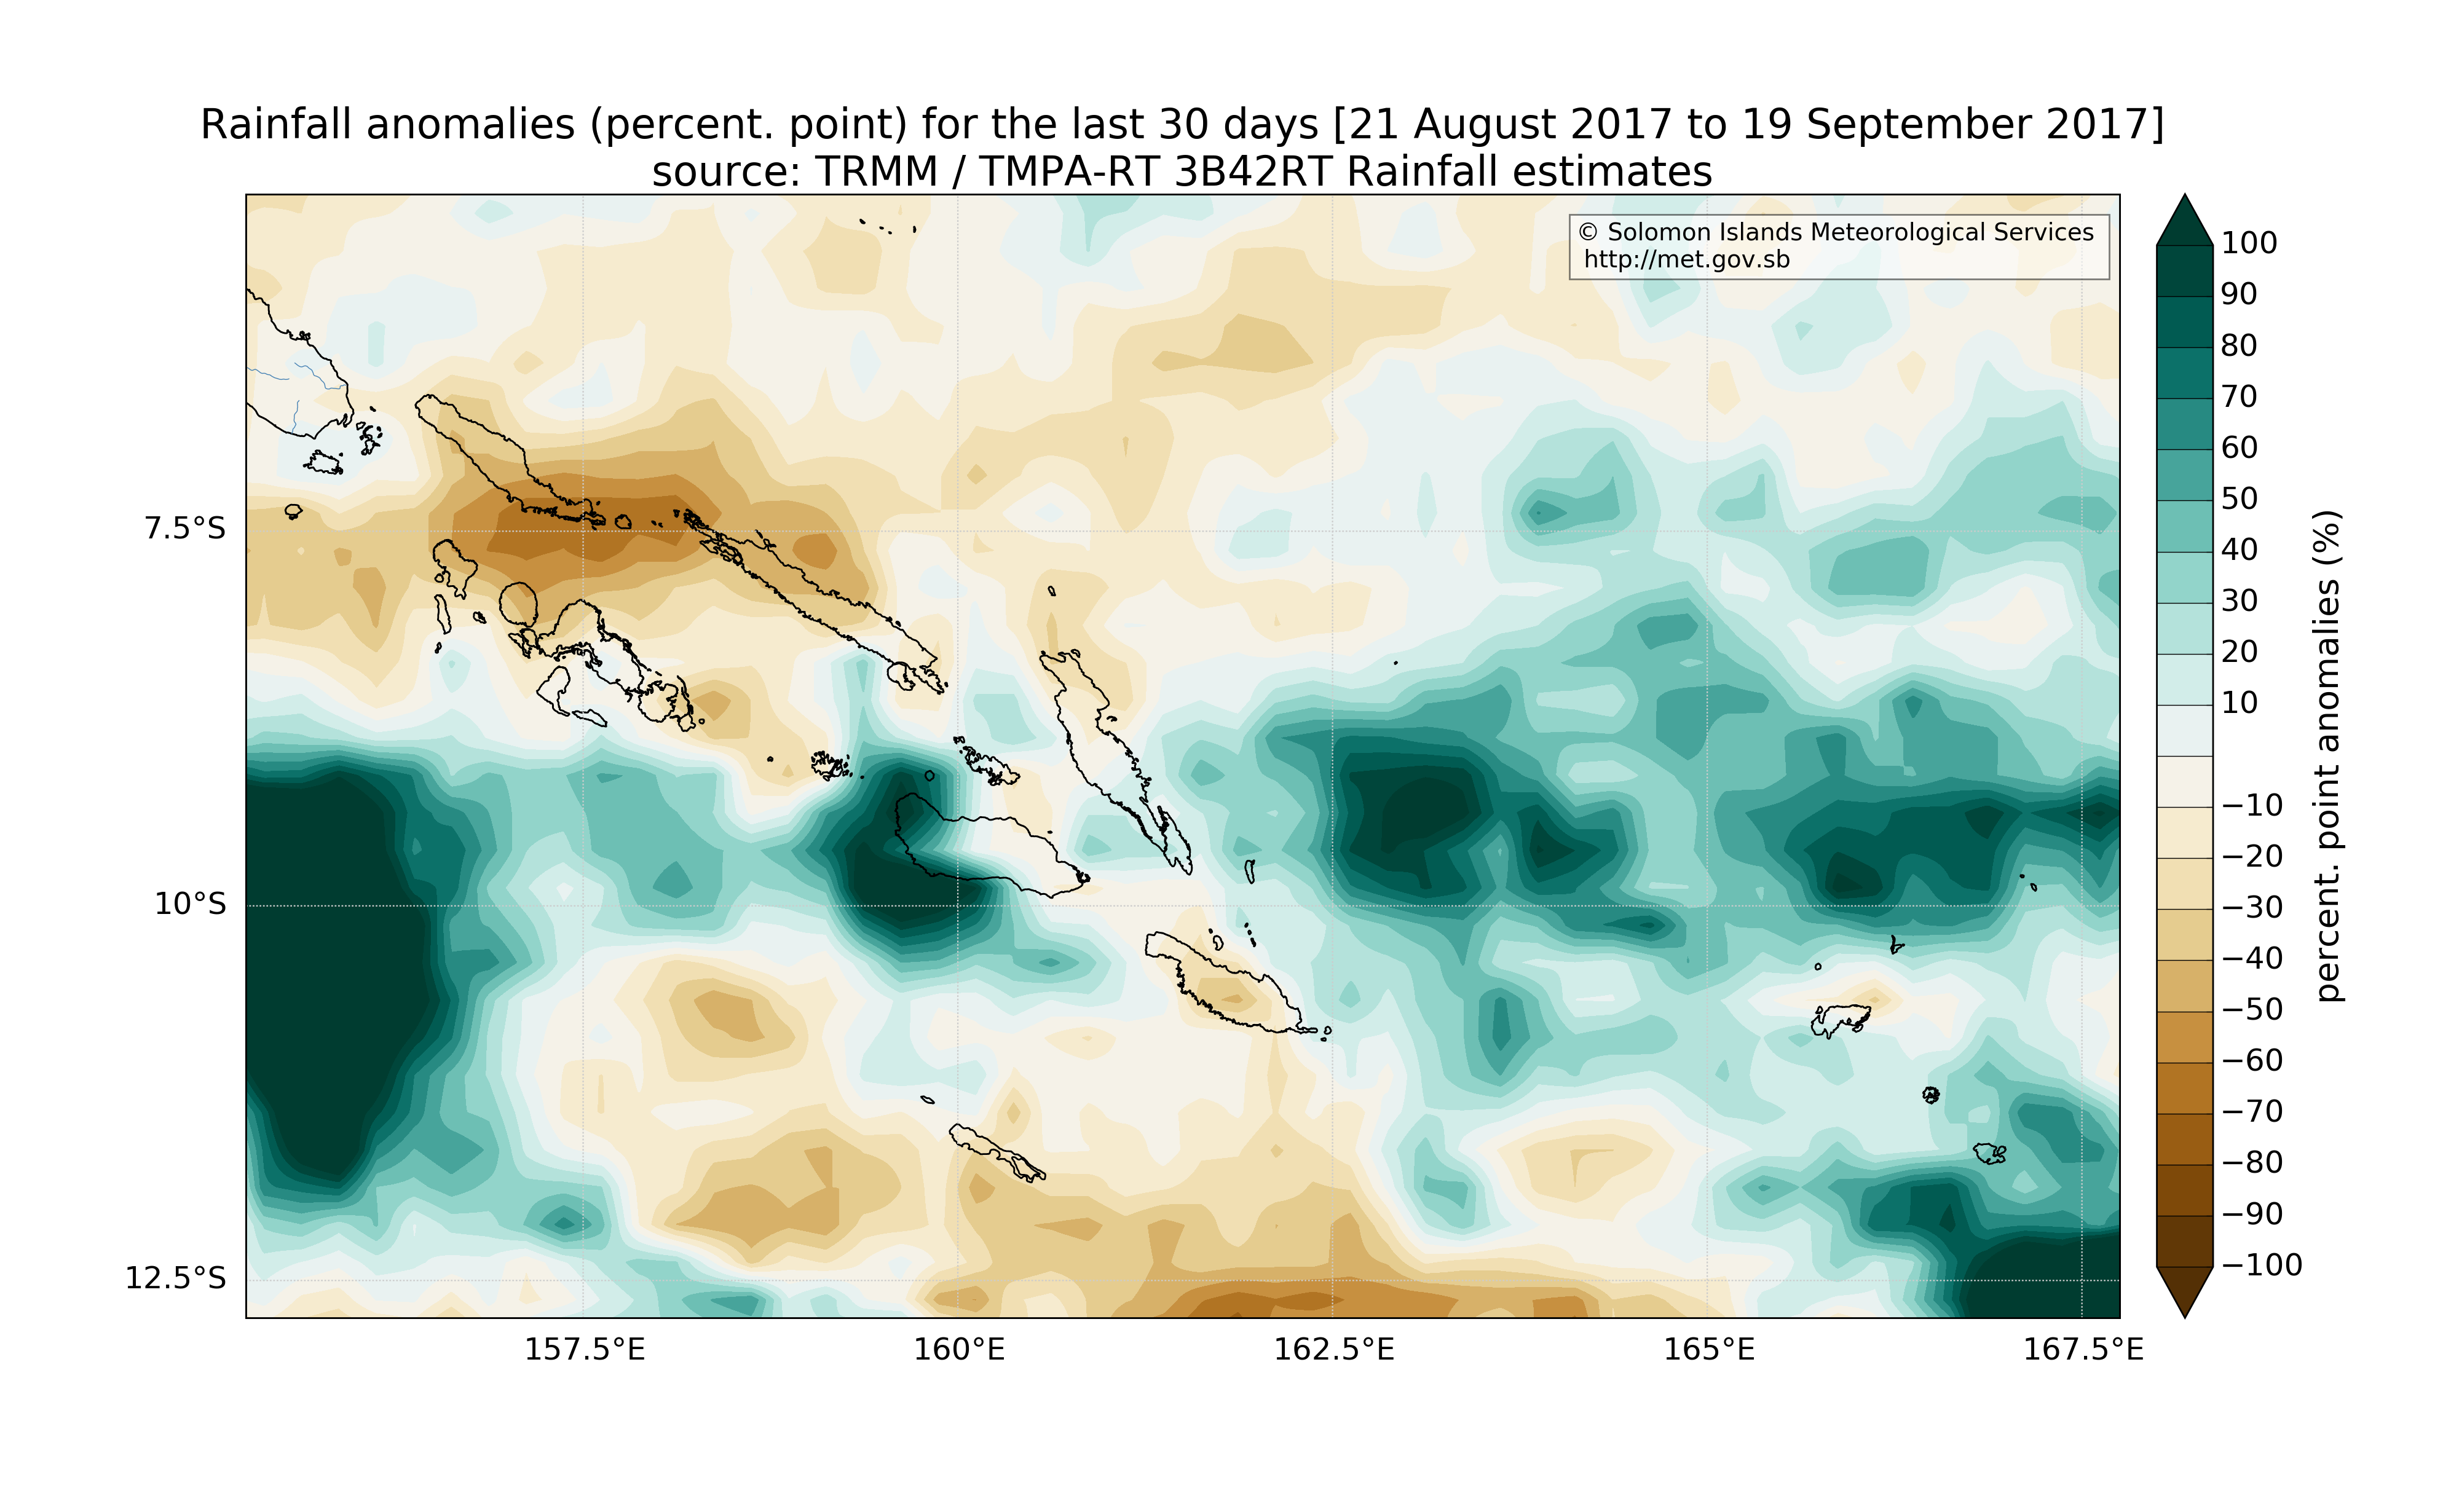 Rainfall anomalies (percent. point) for the last 30 days [21 August 2017 to 19 September 2017]
source: TRMM / TMPA-RT 3B42RT Rainfall estimates
© Solomon Islands Meteorological Services
http://met.gov.sb
7.5°S
10°S
12.5°S
157.5°E
160°E
162.5°E
165°E
167.5°E
100
90
80
70
60
50
40
30
20
10
−10
−20
−30
−40
−50
−60
−70
−80
−90
−100
percent. point anomalies (%)